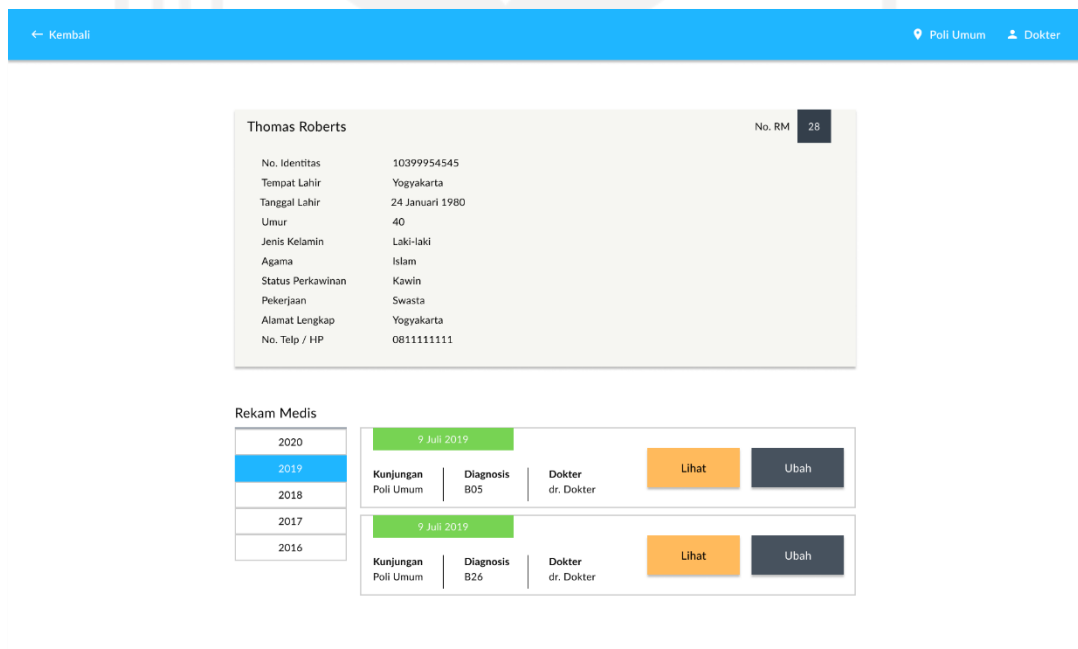 ← Kembali Poli Umum Dokter
Thomas Roberts No. RM 28
No. Identitas 10399954545
Tempat Lahir Yogyakarta
Tanggal Lahir 24 Januari 1980
Umur 40
Jenis Kelamin Laki-laki
Agama Islam
Status Perkawinan Kawin
Pekerjaan Swasta
Alamat Lengkap Yogyakarta
No. Telp / HP 0811111111
Rekam Medis
2020
2019
2018
2017
2016
9 Juli 2019
Kunjungan Diagnosis Dokter
Poli Umum B05 dr. Dokter
Lihat Ubah
9 Juli 2019
Kunjungan Diagnosis Dokter
Poli Umum B26 dr. Dokter
Lihat Ubah